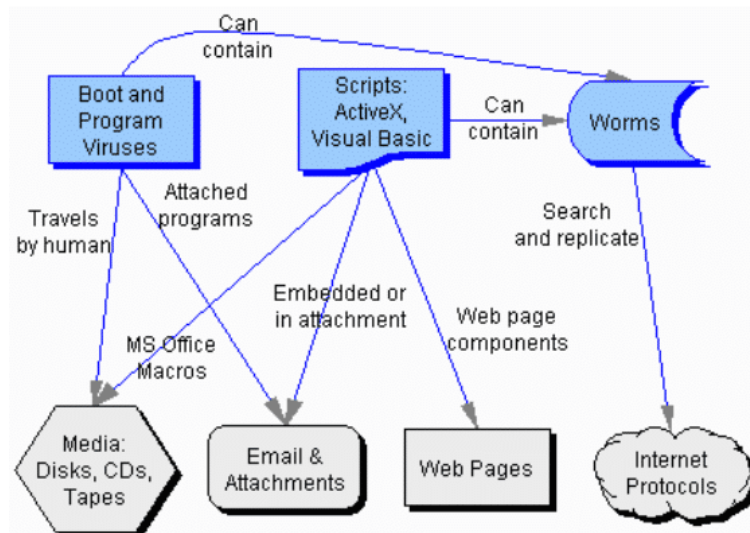 Can
contain
Boot and
Program
Viruses
Scripts:
ActiveX,
Visual Basic
Can
contain
Worms
Travels
by human
Attached
programs
Search
and replicate
Embedded or
in attachment
Web page
components
MS Office
Macros
Media:
Disks, CDs,
Tapes
Email &
Attachments
Web Pages
Internet
Protocols